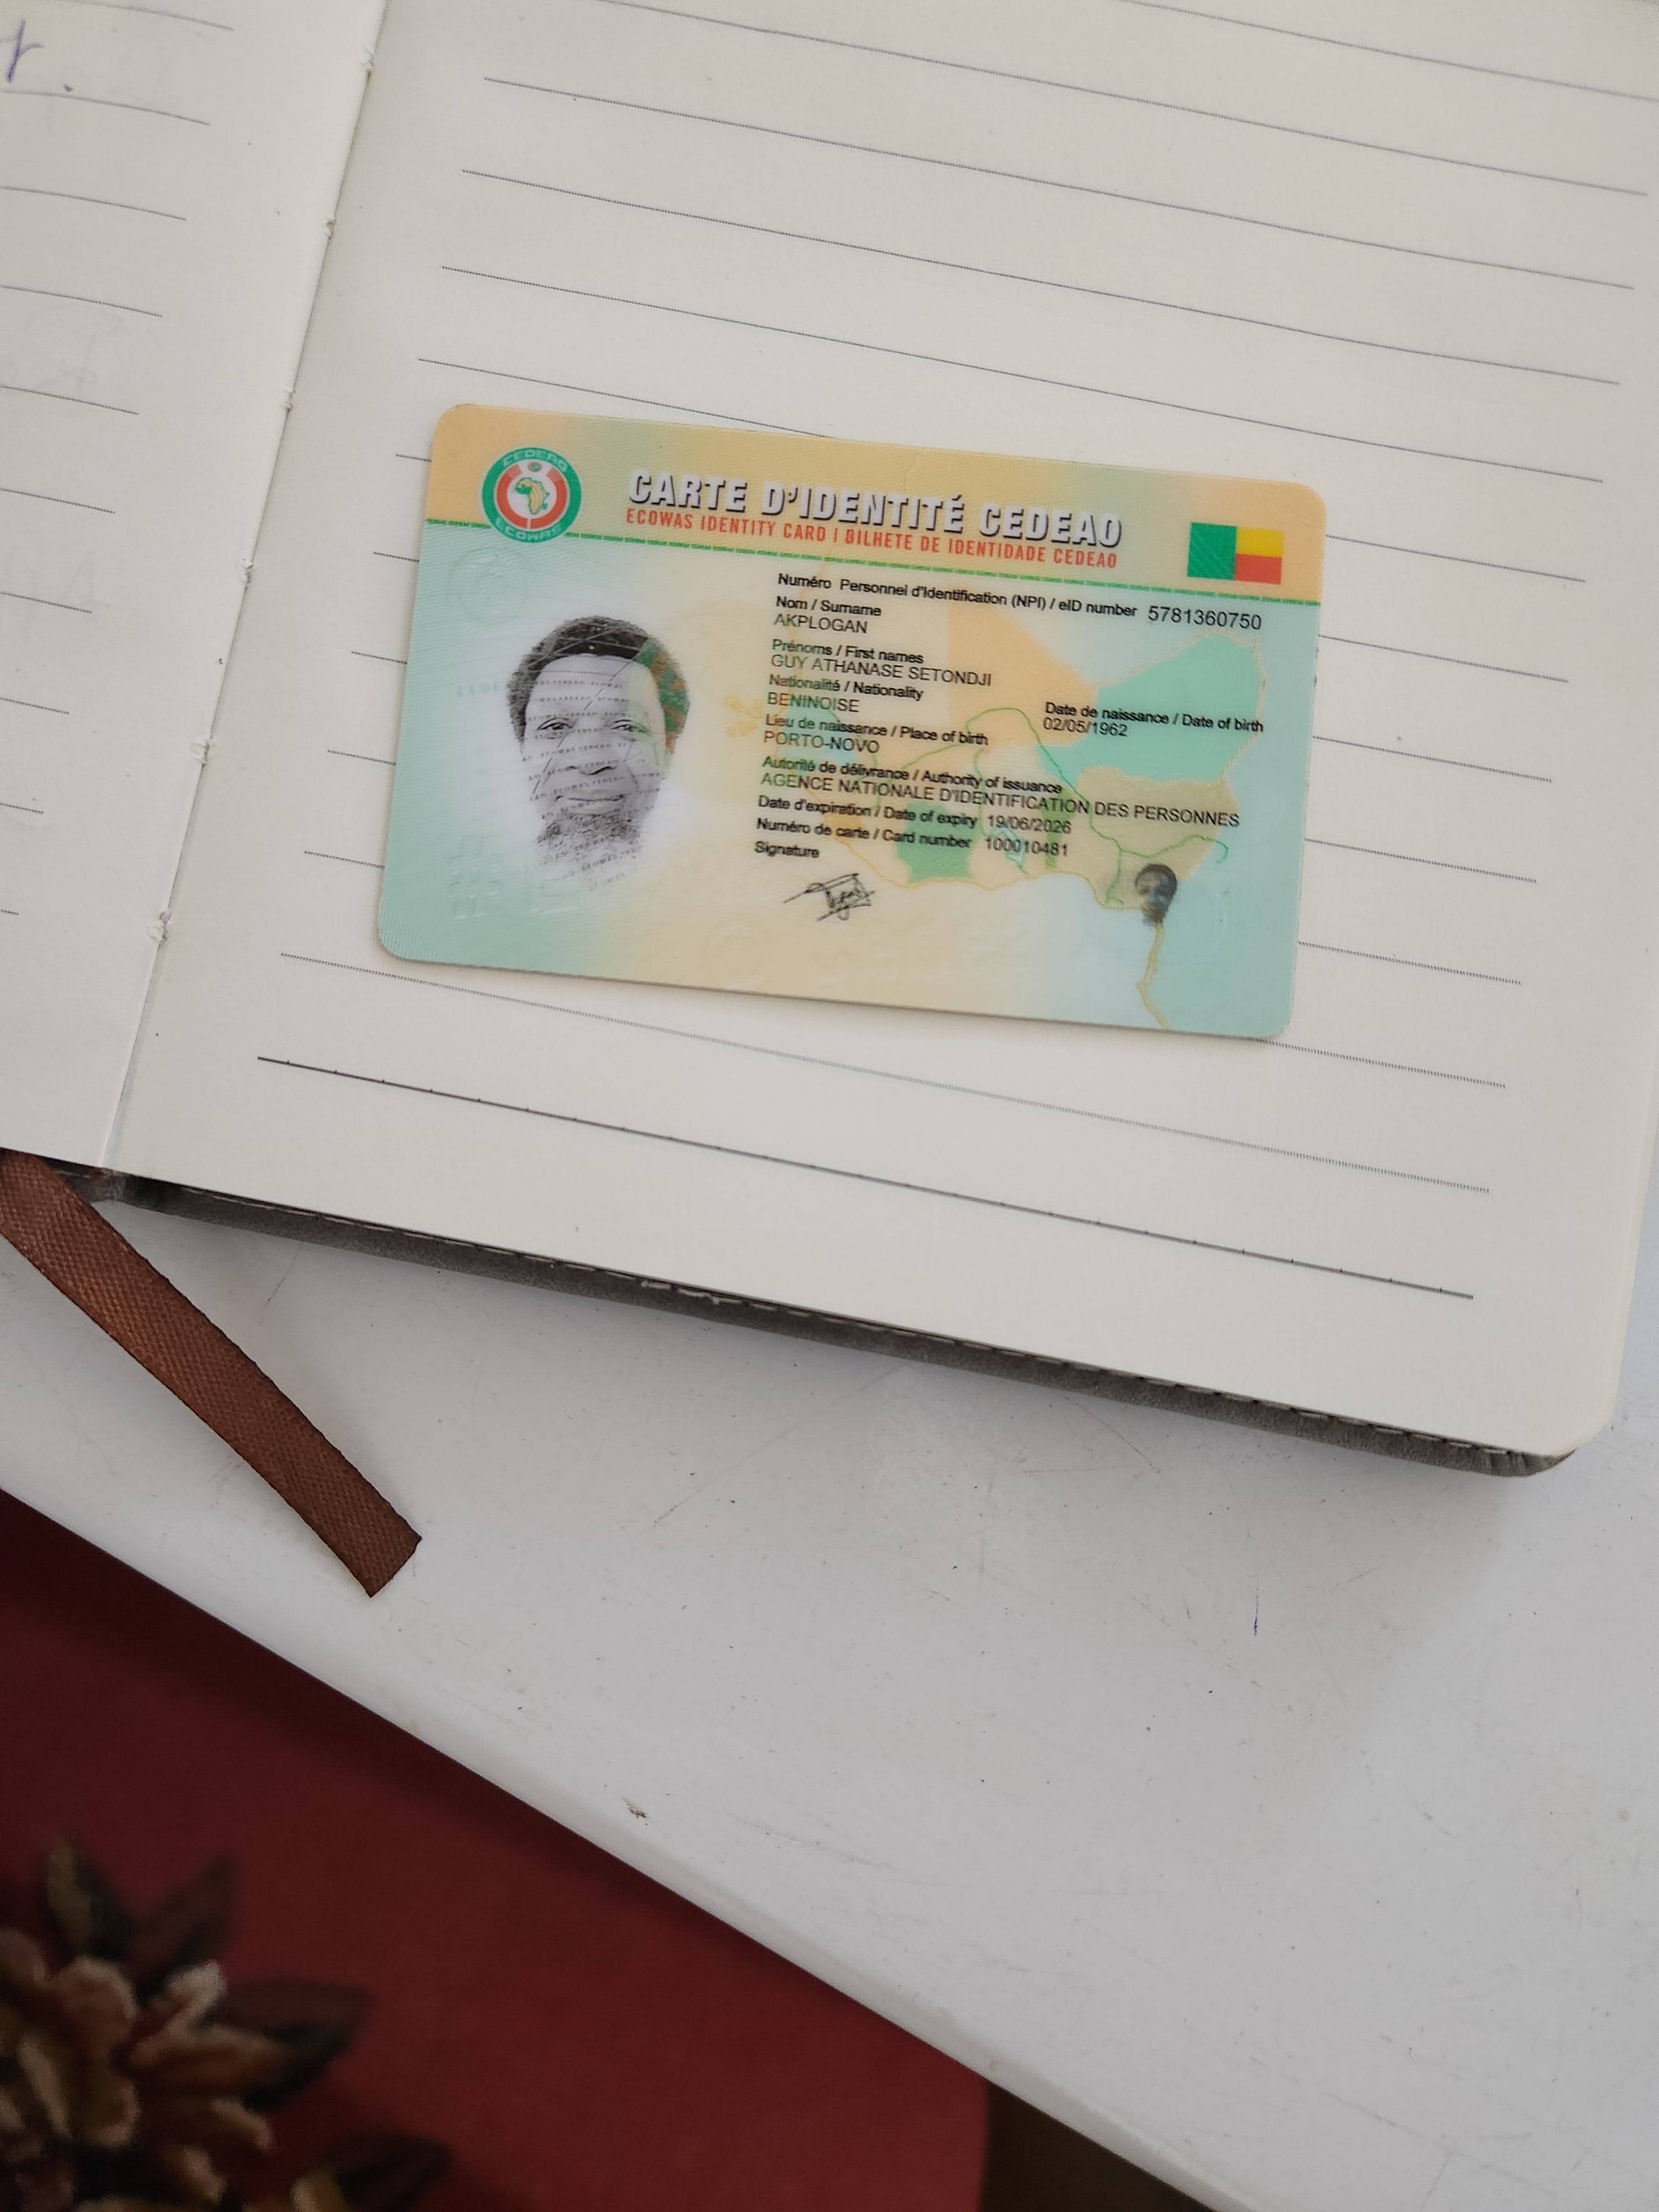 CEDEAO
ECOWAS
CARTE D'IDENTITÉ CEDEAO
ECOWAS IDENTITY CARD | BILHETE DE IDENTIDADE CEDEAO
Numéro Personnel d'Identification (NPI) / eID number 5781360750
Nom / Surname
AKPLOGAN
Prénoms / First names
GUY ATHANASE SETONDJI
Nationalité / Nationality
BENINOISE
Date de naissance / Date of birth
02/05/1962
Lieu de naissance / Place of birth
PORTO-NOVO
Autorité de délivrance / Authority of issuance
AGENCE NATIONALE D'IDENTIFICATION DES PERSONNES
Date d'expiration / Date of expiry 19/06/2026
Numéro de carte / Card number 100010481
Signature